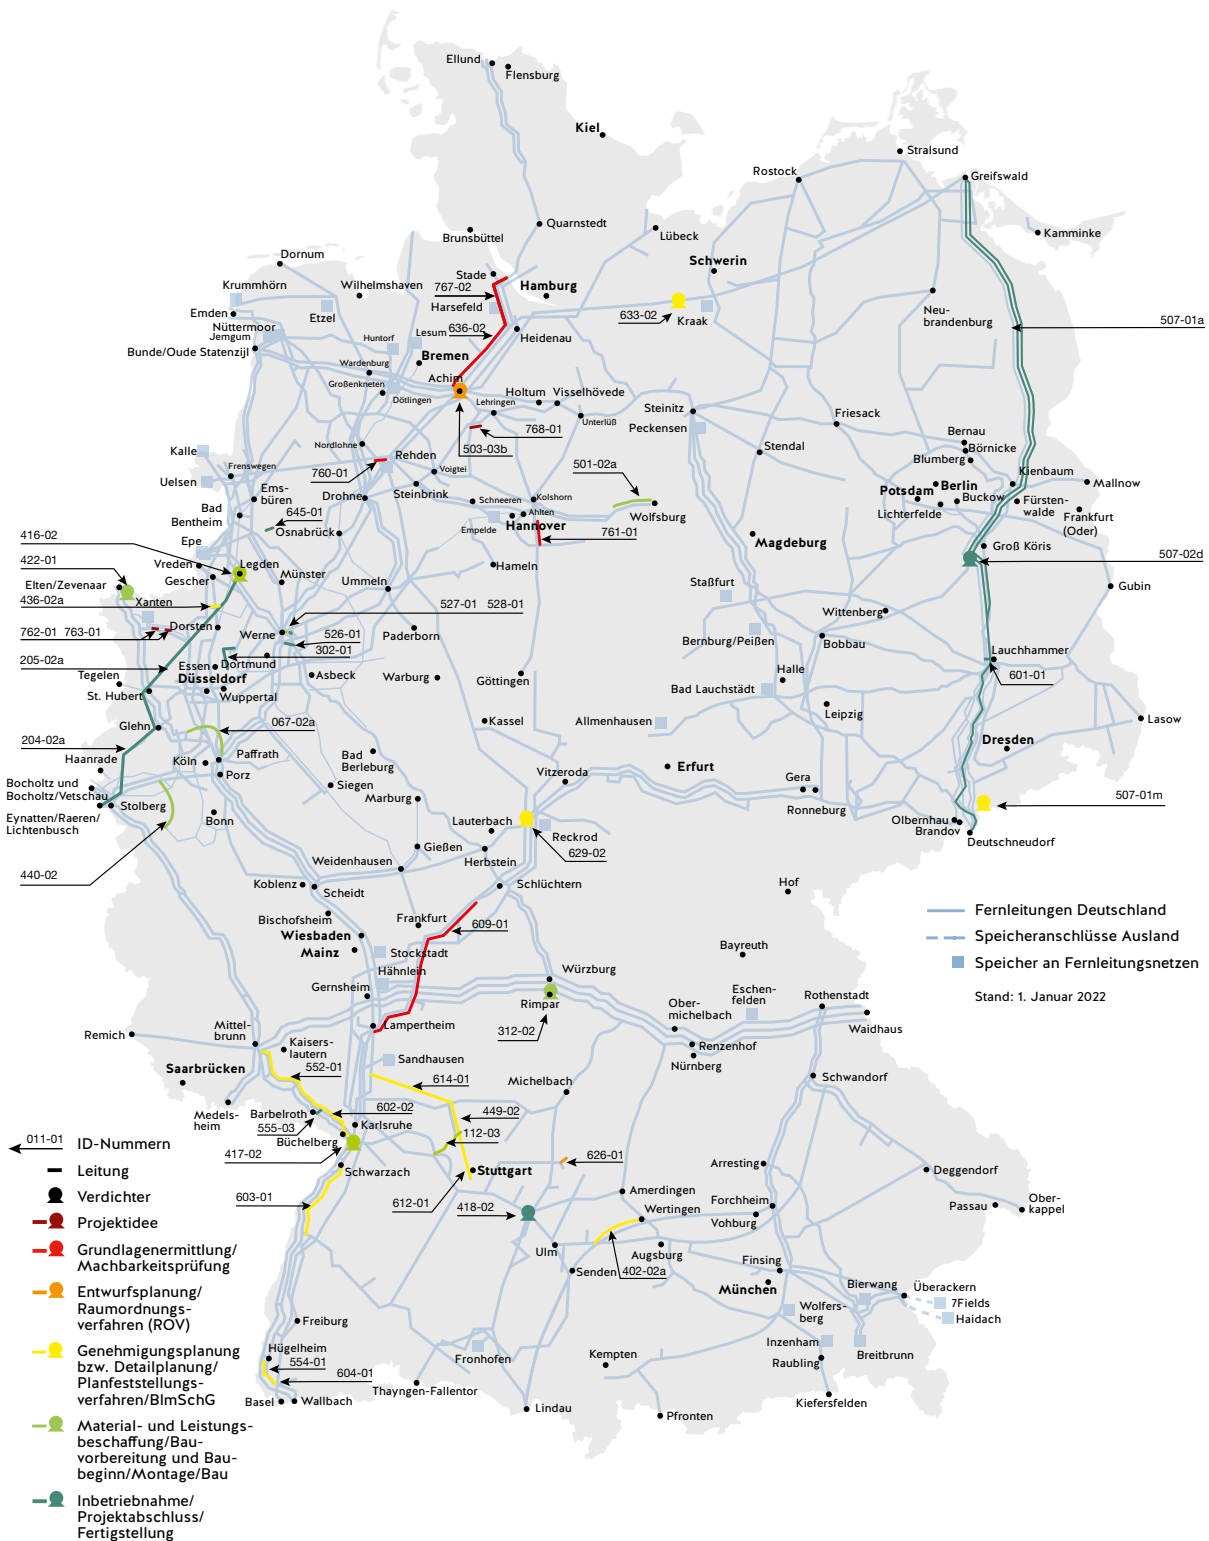 Ellund
Flensburg
Kiel
Stralsund
Rostock
Greifswald
Quarnstedt
Brunsbüttel
Lübeck
Kamminke
Dornum
Schwerin
Stade
Krummhörn
Wilhelmshaven
767-02
Hamburg
Harsefeld
Emden
Etzel
633-02
Kraak
Neu-
brandenburg
507-01a
Nüttermoor
Jemgum
Huntorf
Lesum
636-02
Heidenau
Bunde/Oude Statenzijl
Bremen
Wardenburg
Achim
Großenkneten
Dötlingen
Holtum
Visselhövede
Lehringen
Unterlüß
Steinitz
Peckensen
Friesack
768-01
Nordlohne
503-03b
Bernau
Börnicke
Blumberg
Stendal
Kalle
Rehden
760-01
Voigtei
501-02a
Frenswegen
Uelsen
Kienbaum
Mallnow
Ems-
büren
Drohne
Steinbrink
Schneeren
Kolshorn
Potsdam
Berlin
Buckow
Fürsten-
walde
Lichterfelde
Frankfurt
(Oder)
Bad
Bentheim
645-01
Osnabrück
Empelde
Ahlten
Hannover
Wolfsburg
761-01
Magdeburg
416-02
Epe
Groß Köris
507-02d
422-01
Vreden
Legden
Gescher
Münster
Ummeln
Hameln
Staßfurt
Gubin
Elten/Zevenaar
436-02a
Xanten
527-01
528-01
Wittenberg
762-01
763-01
Dorsten
Werne
526-01
Paderborn
Bernburg/Peißen
Bobbau
302-01
205-02a
Essen
Dortmund
Lauchhammer
Tegelen
Düsseldorf
Asbeck
Warburg
Göttingen
Halle
601-01
St. Hubert
Wuppertal
Bad Lauchstädt
Glehn
067-02a
Kassel
Allmenhausen
Leipzig
Lasow
204-02a
Haanrade
Köln
Paffrath
Bad
Berleburg
Dresden
Bocholtz und
Bocholtz/Vetschau
Porz
Siegen
Vitzeroda
Erfurt
Gera
Stolberg
Marburg
Ronneburg
507-01m
Eynatten/Raeren/
Lichtenbusch
Bonn
Lauterbach
Reckrod
Olbernhau
Brandov
Deutschneudorf
440-02
Gießen
Weidenhausen
Herbstein
629-02
Koblenz
Scheidt
Schlüchtern
Hof
Bischofsheim
Frankfurt
609-01
Wiesbaden
Mainz
Stockstadt
Bayreuth
Hähnlein
Würzburg
Gernsheim
Rimpar
Eschen-
felden
Rothenstadt
Ober-
michelbach
Waidhaus
Remich
Mittel-
brunn
Lampertheim
312-02
Kaisers-
lautern
Renzenhof
Nürnberg
Saarbrücken
552-01
Sandhausen
614-01
Michelbach
Schwandorf
Medels-
heim
Barbelroth
602-02
449-02
555-03
Karlsruhe
112-03
Büchelberg
417-02
Schwarzach
Stuttgart
626-01
Arresting
Deggendorf
603-01
612-01
418-02
Amerdingen
Wertingen
Forchheim
Vohburg
Passau
Ober-
kappel
Ulm
Augsburg
Finsing
Senden
402-02a
München
Bierwang
Überackern
7Fields
Haidach
Wolfers-
berg
Freiburg
Inzenham
Breitbrunn
Raubling
Hügelheim
554-01
Fronhofen
Kempten
604-01
Thayngen-Fallentor
Kiefersfelden
Basel
Wallbach
Lindau
Pfronten
Fernleitungen Deutschland
Speicheranschlüsse Ausland
Speicher an Fernleitungsnetzen
Stand: 1. Januar 2022
011-01
ID-Nummern
Leitung
Verdichter
Projektidee
Grundlagenermittlung/
Machbarkeitsprüfung
Entwurfsplanung/
Raumordnungs-
verfahren (ROV)
Genehmigungsplanung
bzw. Detailplanung/
Planfeststellungs-
verfahren/BImSchG
Material- und Leistungs-
beschaffung/Bau-
vorbereitung und Bau-
beginn/Montage/Bau
Inbetriebnahme/
Projektabschluss/
Fertigstellung